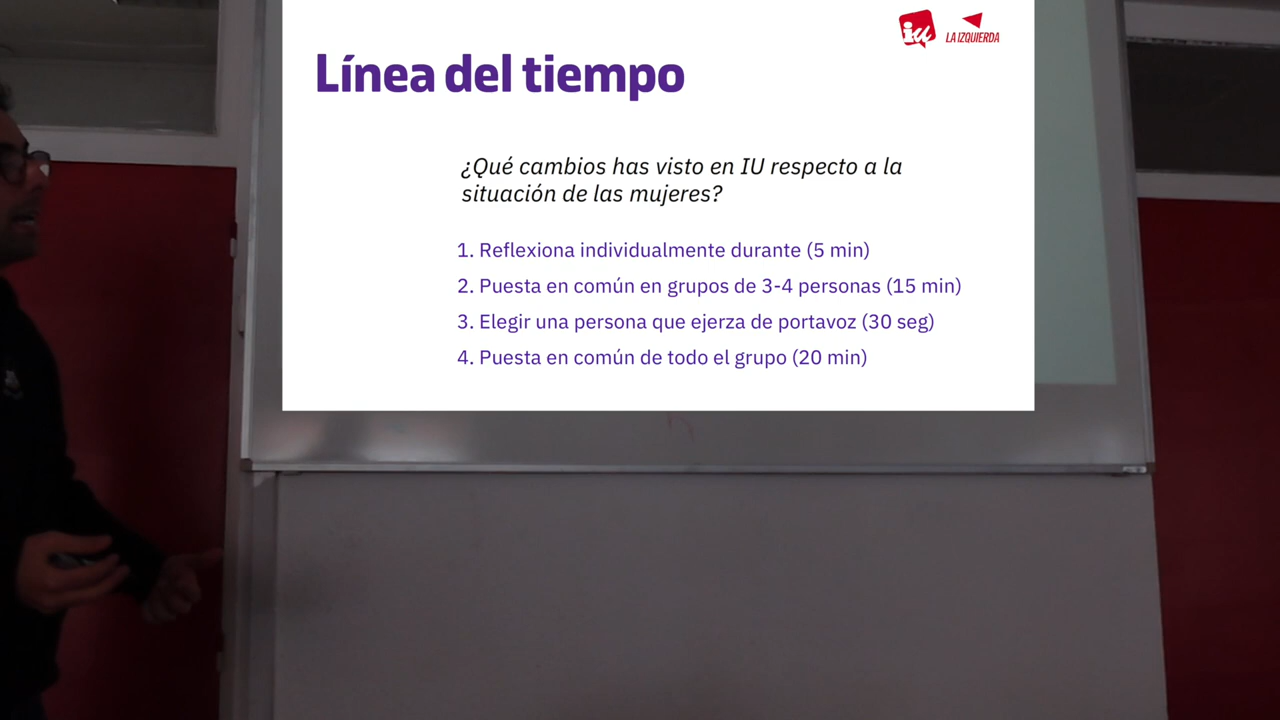 iu
LA IZQUIERDA
Línea del tiempo
¿Qué cambios has visto en IU respecto a la
situación de las mujeres?
1. Reflexiona individualmente durante (5 min)
2. Puesta en común en grupos de 3-4 personas (15 min)
3. Elegir una persona que ejerza de portavoz (30 seg)
4. Puesta en común de todo el grupo (20 min)